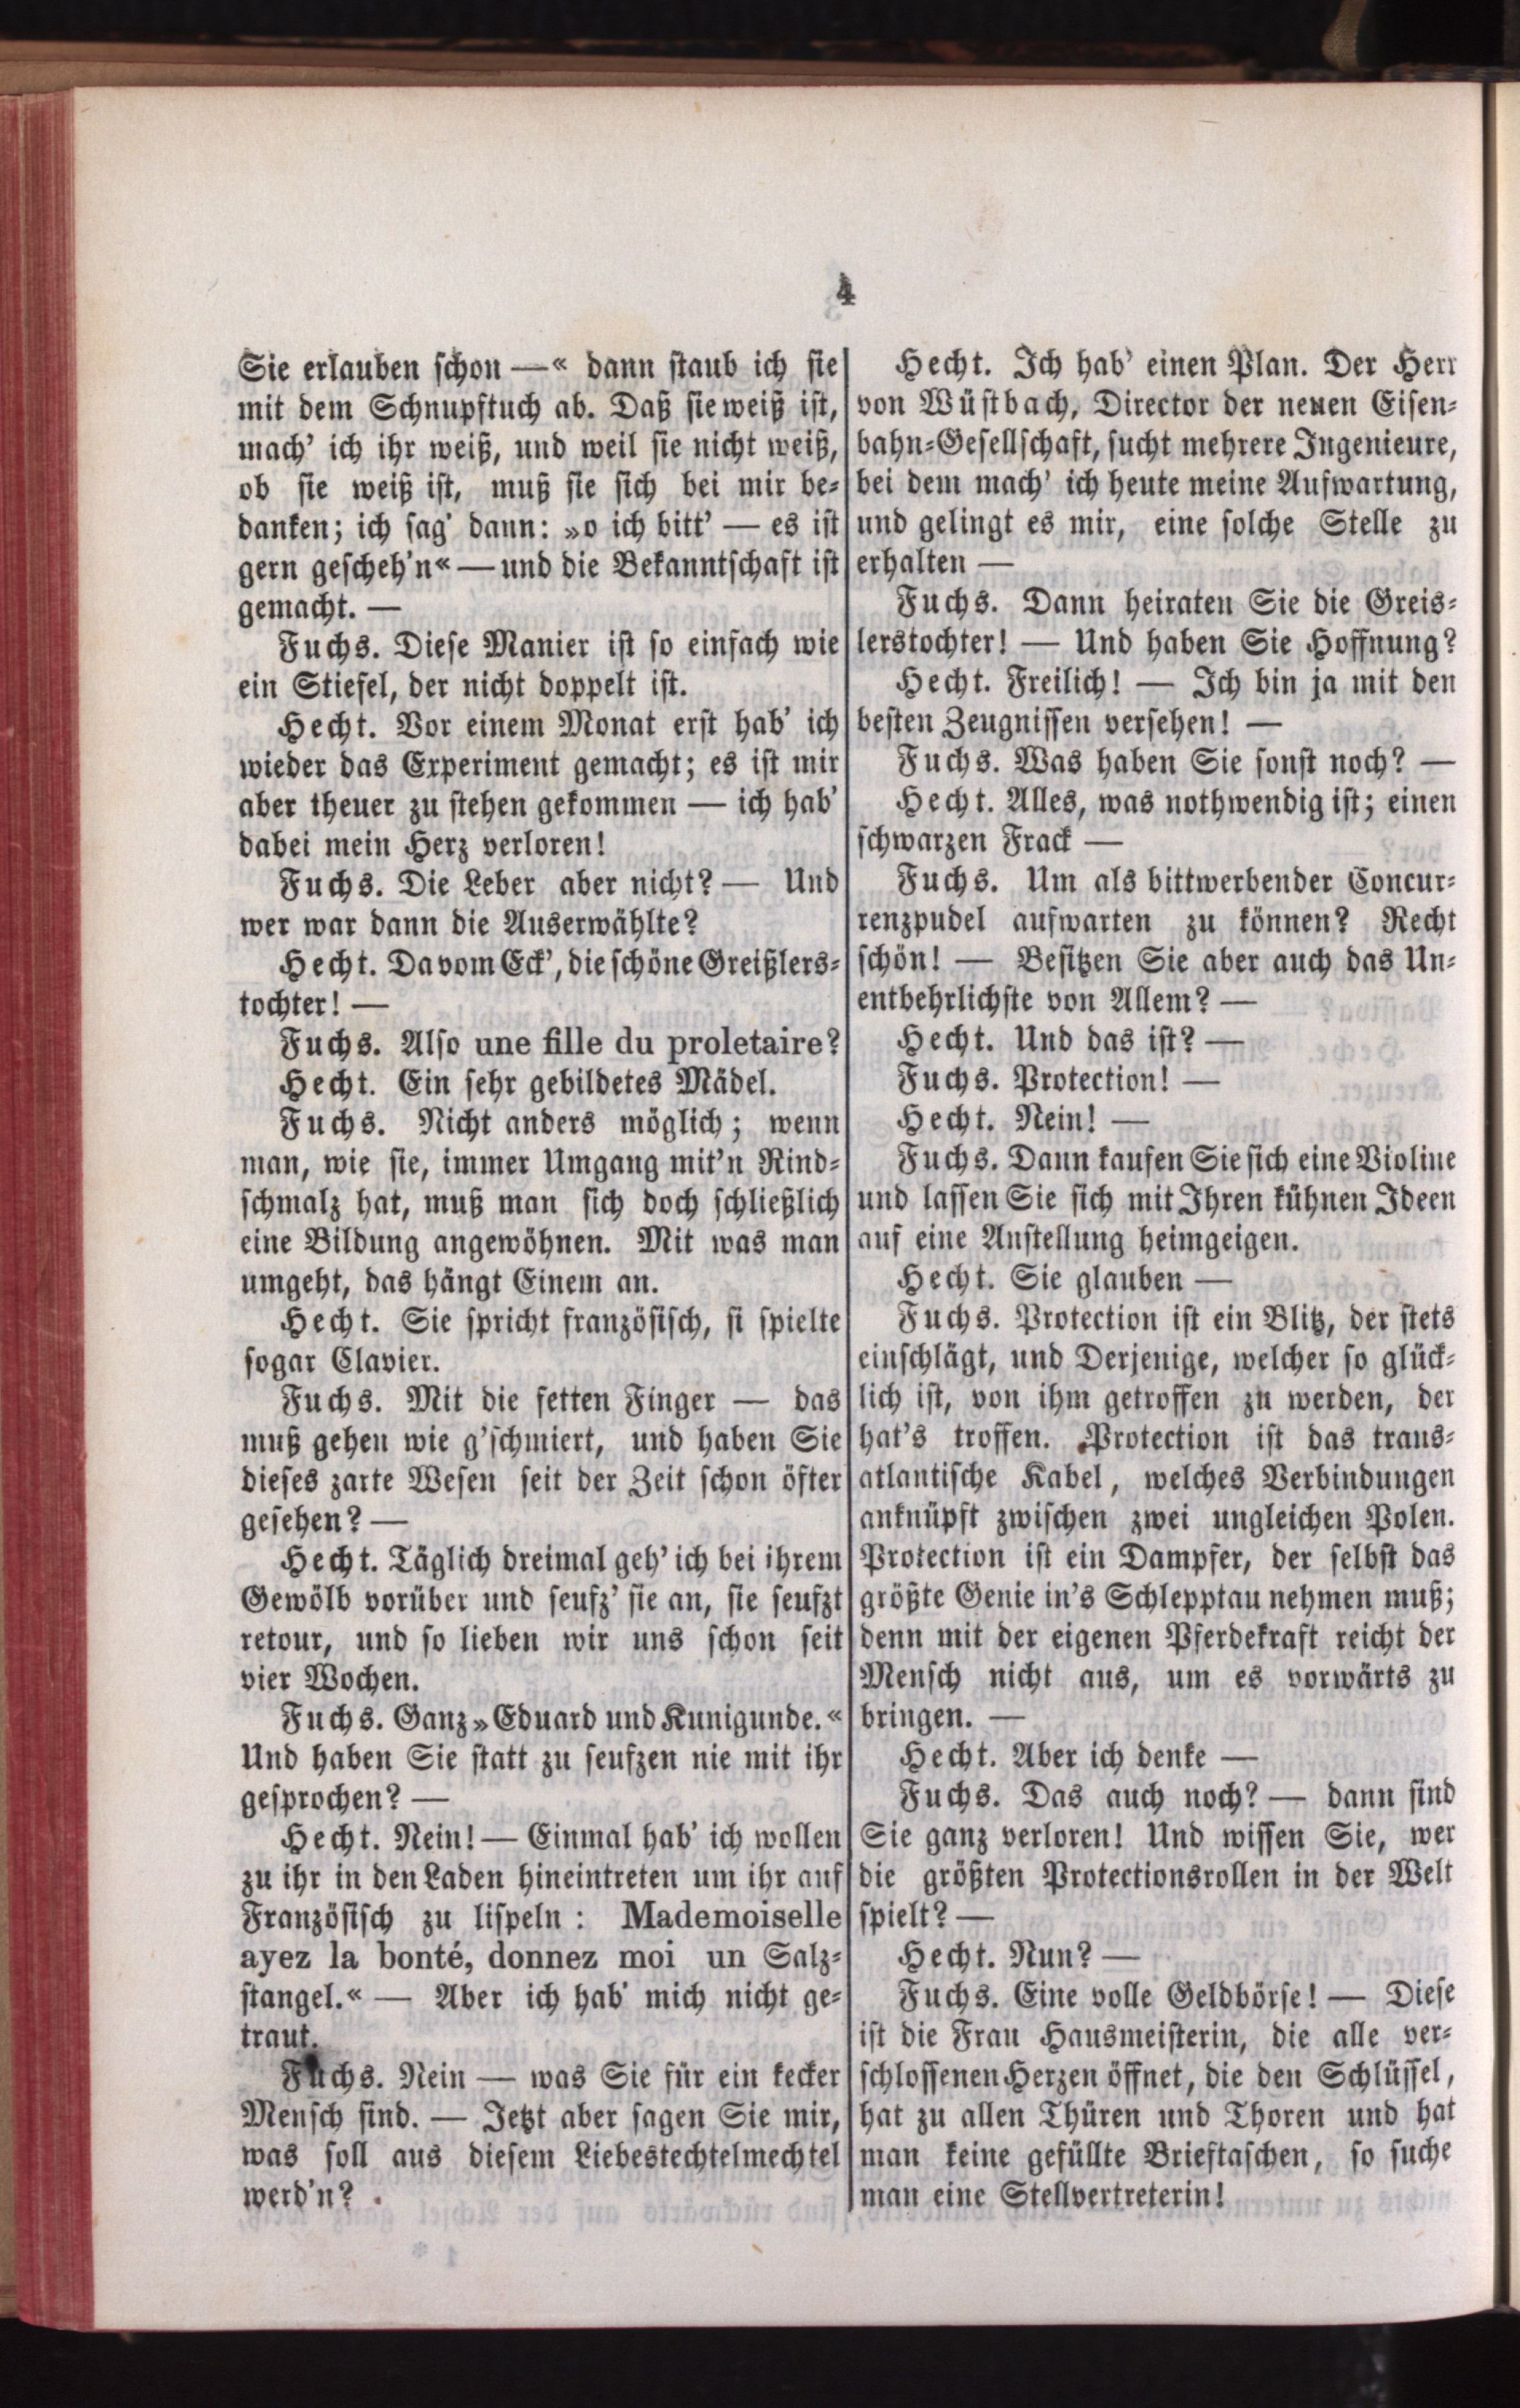 4
Sie erlauben schon —« dann staub ich sie
mit dem Schnupftuch ab. Daß sie weiß ist,
mach' ich ihr weiß, und weil sie nicht weiß,
ob sie weiß ist, muß sie sich bei mir be-
danken; ich sag' dann: »o ich bitt' — es ist
gern gescheh'n« — und die Bekanntschaft ist
gemacht. —
Fuchs. Diese Manier ist so einfach wie
ein Stiefel, der nicht doppelt ist.
Hecht. Vor einem Monat erst hab' ich
wieder das Experiment gemacht; es ist mir
aber theuer zu stehen gekommen — ich hab'
dabei mein Herz verloren!
Fuchs. Die Leber aber nicht? — Und
wer war dann die Auserwählte?
Hecht. Da vom Eck', die schöne Greißlers-
tochter! —
Fuchs. Also une fille du proletaire?
Hecht. Ein sehr gebildetes Mädel.
Fuchs. Nicht anders möglich; wenn
man, wie sie, immer Umgang mit'n Rind-
schmalz hat, muß man sich doch schließlich
eine Bildung angewöhnen. Mit was man
umgeht, das hängt Einem an.
Hecht. Sie spricht französisch, si spielte
sogar Clavier.
Fuchs. Mit die fetten Finger — das
muß gehen wie g'schmiert, und haben Sie
dieses zarte Wesen seit der Zeit schon öfter
gesehen? —
Hecht. Täglich dreimal geh' ich bei ihrem
Gewölb vorüber und seufz' sie an, sie seufzt
retour, und so lieben wir uns schon seit
vier Wochen.
Fuchs. Ganz »Eduard und Kunigunde.«
Und haben Sie statt zu seufzen nie mit ihr
gesprochen? —
Hecht. Nein! — Einmal hab' ich wollen
zu ihr in den Laden hineintreten um ihr auf
Französisch zu lispeln: Mademoiselle
ayez la bonté, donnez moi un Salz-
stangel.« — Aber ich hab' mich nicht ge-
traut.
Fuchs. Nein — was Sie für ein kecker
Mensch sind. — Jetzt aber sagen Sie mir,
was soll aus diesem Liebestechtelmechtel
werd'n?
Hecht. Ich hab' einen Plan. Der Herr
von Wüstbach, Director der neuen Eisen-
bahn-Gesellschaft, sucht mehrere Ingenieure,
bei dem mach' ich heute meine Aufwartung,
und gelingt es mir, eine solche Stelle zu
erhalten —
Fuchs. Dann heiraten Sie die Greis-
lerstochter! — Und haben Sie Hoffnung?
Hecht. Freilich! — Ich bin ja mit den
besten Zeugnissen versehen! —
Fuchs. Was haben Sie sonst noch? —
Hecht. Alles, was nothwendig ist; einen
schwarzen Frack —
Fuchs. Um als bittwerbender Concur-
renzpudel aufwarten zu können? Recht
schön! — Besitzen Sie aber auch das Un-
entbehrlichste von Allem? —
Hecht. Und das ist? —
Fuchs. Protection! —
Hecht. Nein! —
Fuchs. Dann kaufen Sie sich eine Violine
und lassen Sie sich mit Ihren kühnen Ideen
auf eine Anstellung heimgeigen.
Hecht. Sie glauben —
Fuchs. Protection ist ein Blitz, der stets
einschlägt, und Derjenige, welcher so glück-
lich ist, von ihm getroffen zu werden, der
hat's troffen. Protection ist das trans-
atlantische Kabel, welches Verbindungen
anknüpft zwischen zwei ungleichen Polen.
Protection ist ein Dampfer, der selbst das
größte Genie in's Schlepptau nehmen muß;
denn mit der eigenen Pferdekraft reicht der
Mensch nicht aus, um es vorwärts zu
bringen. —
Hecht. Aber ich denke —
Fuchs. Das auch noch? — dann sind
Sie ganz verloren! Und wissen Sie, wer
die größten Protectionsrollen in der Welt
spielt? —
Hecht. Nun? —
Fuchs. Eine volle Geldbörse! — Diese
ist die Frau Hausmeisterin, die alle ver-
schlossenen Herzen öffnet, die den Schlüssel,
hat zu allen Thüren und Thoren und hat
man keine gefüllte Brieftaschen, so suche
man eine Stellvertreterin!